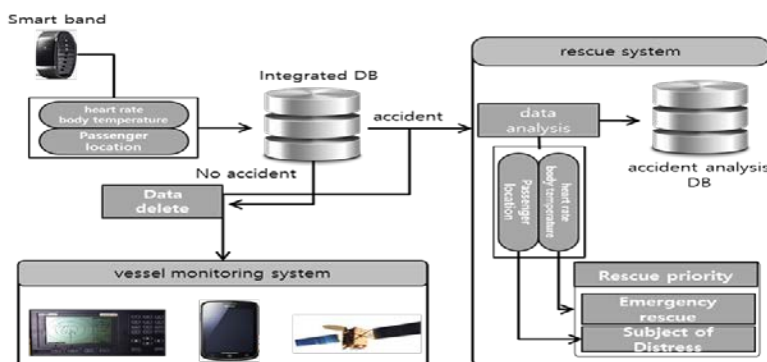 Smart band
heart rate
body temperature
Passenger
location
Integrated DB
accident
No accident
Data
delete
vessel monitoring system
rescue system
data
analysis
accident analysis
DB
Passenger
location
heart rate
body temperature
Rescue priority
Emergency
rescue
Subject of
Distress